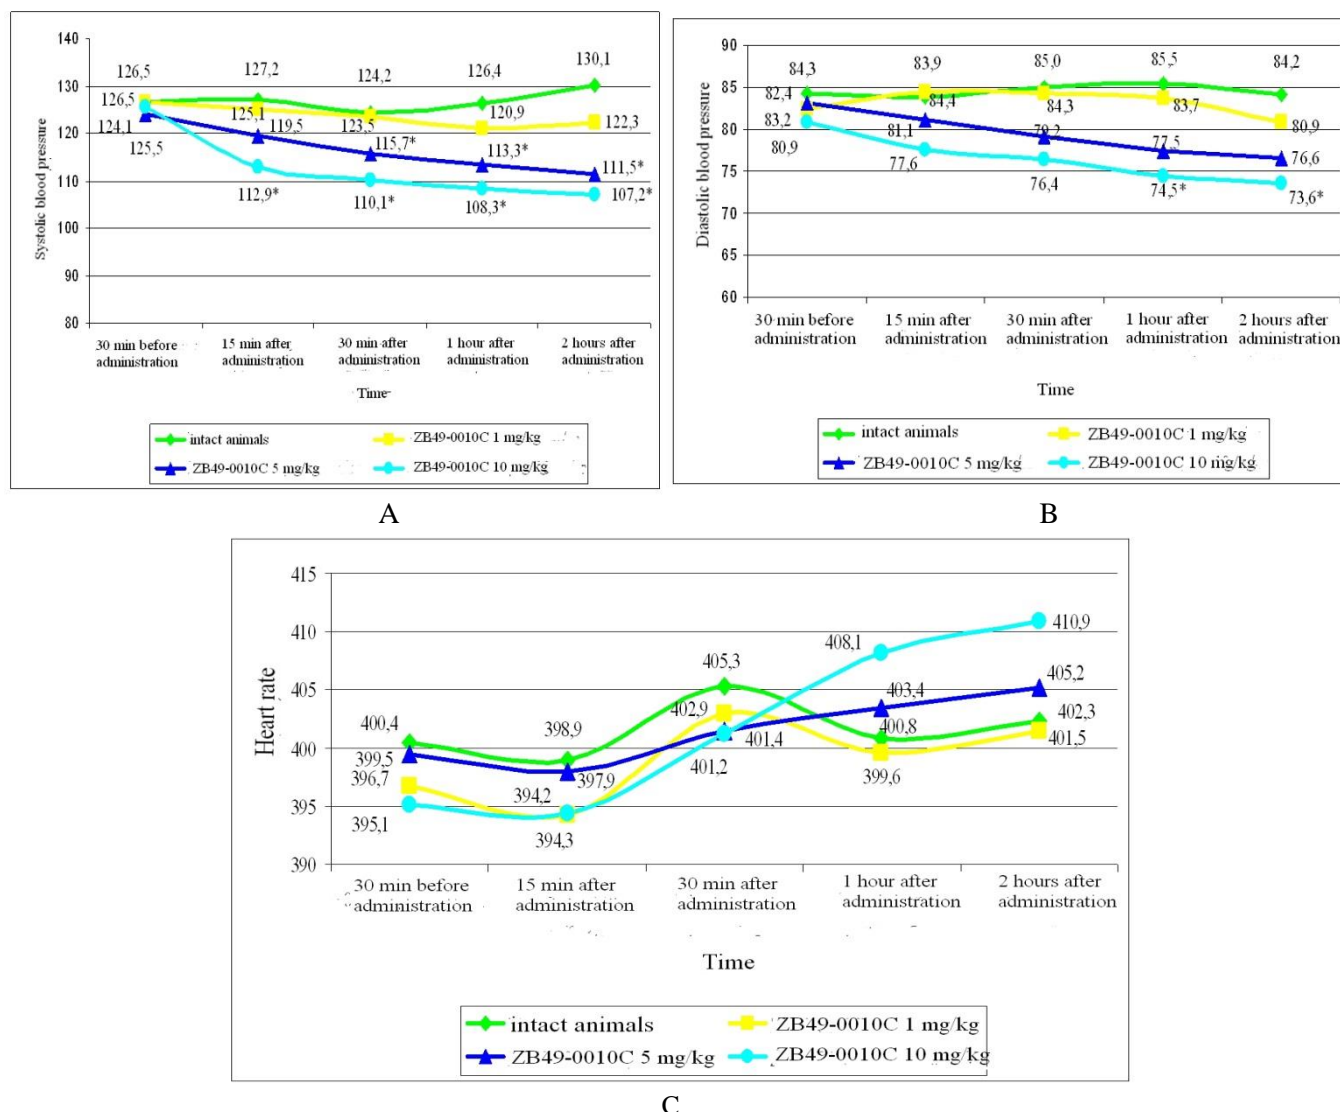 140
130
120
110
100
90
80
Systolic blood pressure
126,5 127,2 124,2 126,4 130,1
126,5 125,1 123,5 120,9 122,3
124,1 119,5 115,7* 113,3* 111,5*
125,5 112,9* 110,1* 108,3* 107,2*
30 min before administration
15 min after administration
30 min after administration
1 hour after administration
2 hours after administration
Time
intact animals
ZB49-0010C 1 mg/kg
ZB49-0010C 5 mg/kg
ZB49-0010C 10 mg/kg
A
90
85
80
75
70
65
60
Diastolic blood pressure
84,3 83,9 85,0 85,5 84,2
82,4 84,4 84,3 83,7 80,9
83,2 81,1 79,2 77,5 76,6
80,9 77,6 76,4 74,5* 73,6*
30 min before administration
15 min after administration
30 min after administration
1 hour after administration
2 hours after administration
Time
intact animals
ZB49-0010C 1 mg/kg
ZB49-0010C 5 mg/kg
ZB49-0010C 10 mg/kg
B
415
410
405
400
395
390
Heart rate
400,4 398,9 405,3 400,8 402,3
399,5 397,9 401,4 403,4 405,2
396,7 394,2 402,9 399,6 401,5
395,1 394,3 401,2 408,1 410,9
30 min before administration
15 min after administration
30 min after administration
1 hour after administration
2 hours after administration
Time
intact animals
ZB49-0010C 1 mg/kg
ZB49-0010C 5 mg/kg
ZB49-0010C 10 mg/kg
C